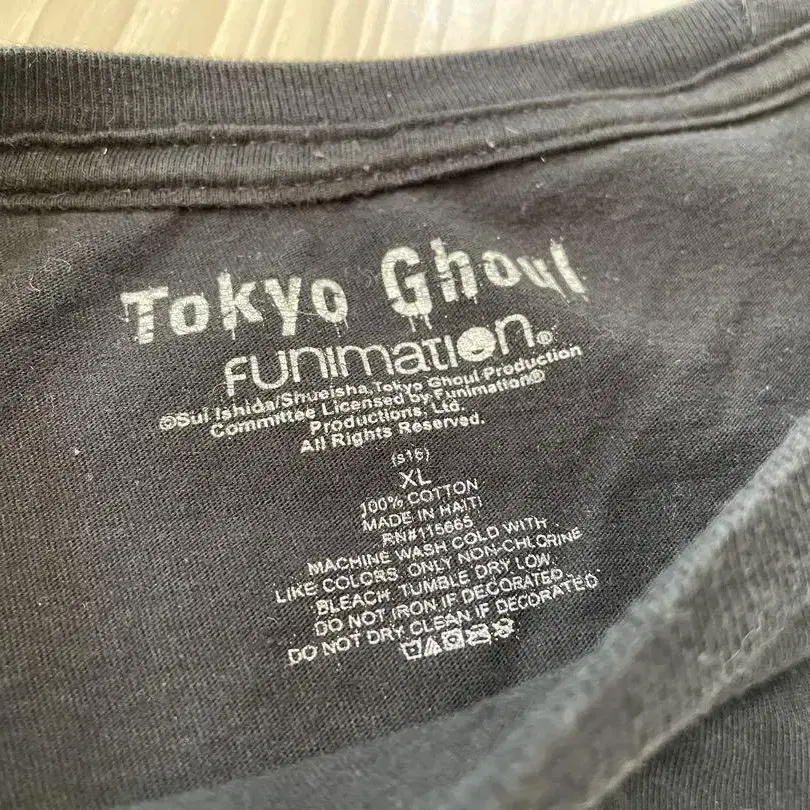 Tokyo Ghoul
FUNIMATION®
©Sui Ishida/Shueisha,Tokyo Ghoul Production
Committee Licensed by Funimation®
Productions, Ltd.
All Rights Reserved.
(s16)
XL
100% COTTON
MADE IN HAITI
RN#115665
MACHINE WASH COLD WITH
LIKE COLORS. ONLY NON-CHLORINE
BLEACH. TUMBLE DRY LOW.
DO NOT IRON IF DECORATED.
DO NOT DRY CLEAN IF DECORATED